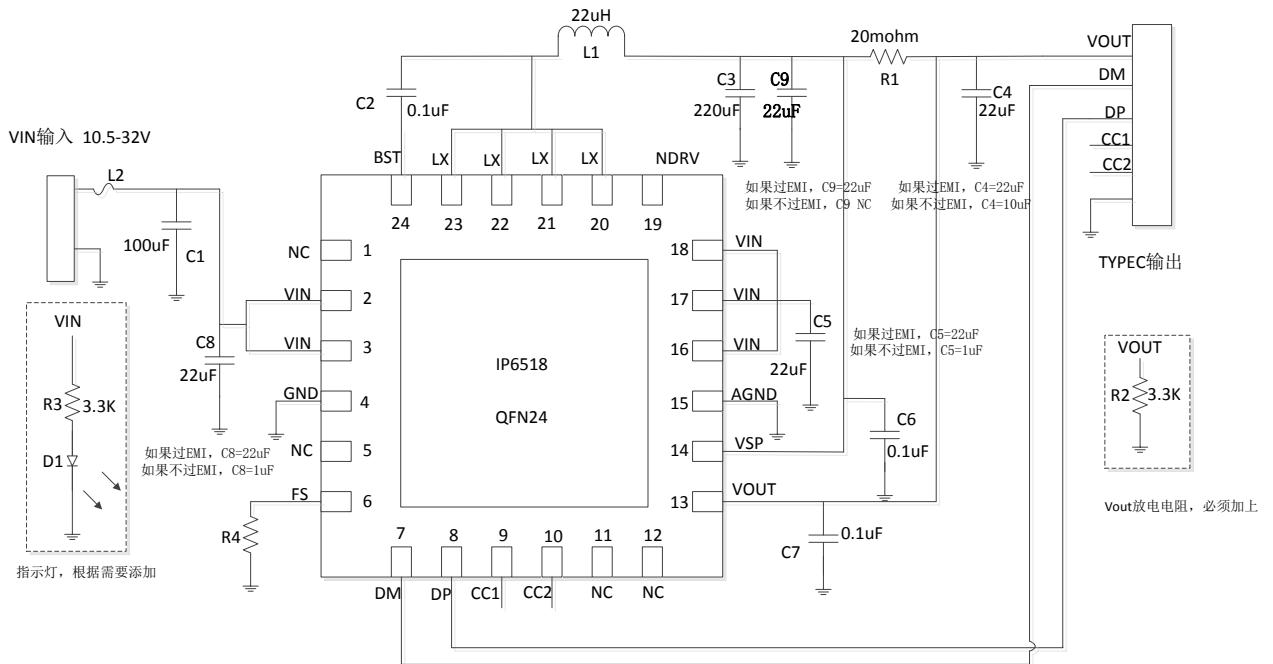 22uH
L1
20mohm
R1
VOUT
DM
DP
CC1
CC2
C2
0.1uF
C3
220uF
C9
22uF
C4
22uF
VIN输入 10.5-32V
L2
100uF
C1
BST
LX
LX
LX
LX
NDRV
24
23
22
21
20
19
如果过EMI，C9=22uF
如果不过EMI，C9 NC
如果过EMI，C4=22uF
如果不过EMI，C4=10uF
TYPEC输出
NC
1
VIN
2
VIN
3
GND
4
NC
5
FS
6
18
VIN
17
VIN
16
VIN
15
AGND
14
VSP
13
VOUT
IP6518
QFN24
C5
22uF
如果过EMI，C5=22uF
如果不过EMI，C5=1uF
C8
22uF
如果过EMI，C8=22uF
如果不过EMI，C8=1uF
VIN
R3
3.3K
D1
指示灯，根据需要添加
R4
C6
0.1uF
C7
0.1uF
VOUT
R2
3.3K
Vout放电电阻，必须加上
7
8
9
10
11
12
DM
DP
CC1
CC2
NC
NC